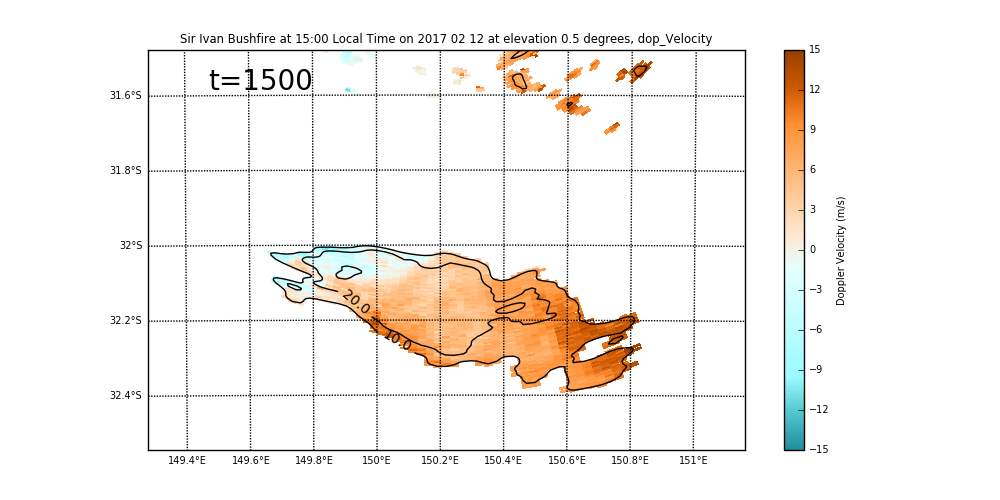 Sir Ivan Bushfire at 15:00 Local Time on 2017 02 12 at elevation 0.5 degrees, dop_Velocity
t=1500
31.6°S
31.8°S
32°S
32.2°S
32.4°S
149.4°E 149.6°E 149.8°E 150°E 150.2°E 150.4°E 150.6°E 150.8°E 151°E
20.0
10.0
15
12
9
6
3
0
−3
−6
−9
−12
−15
Doppler Velocity (m/s)